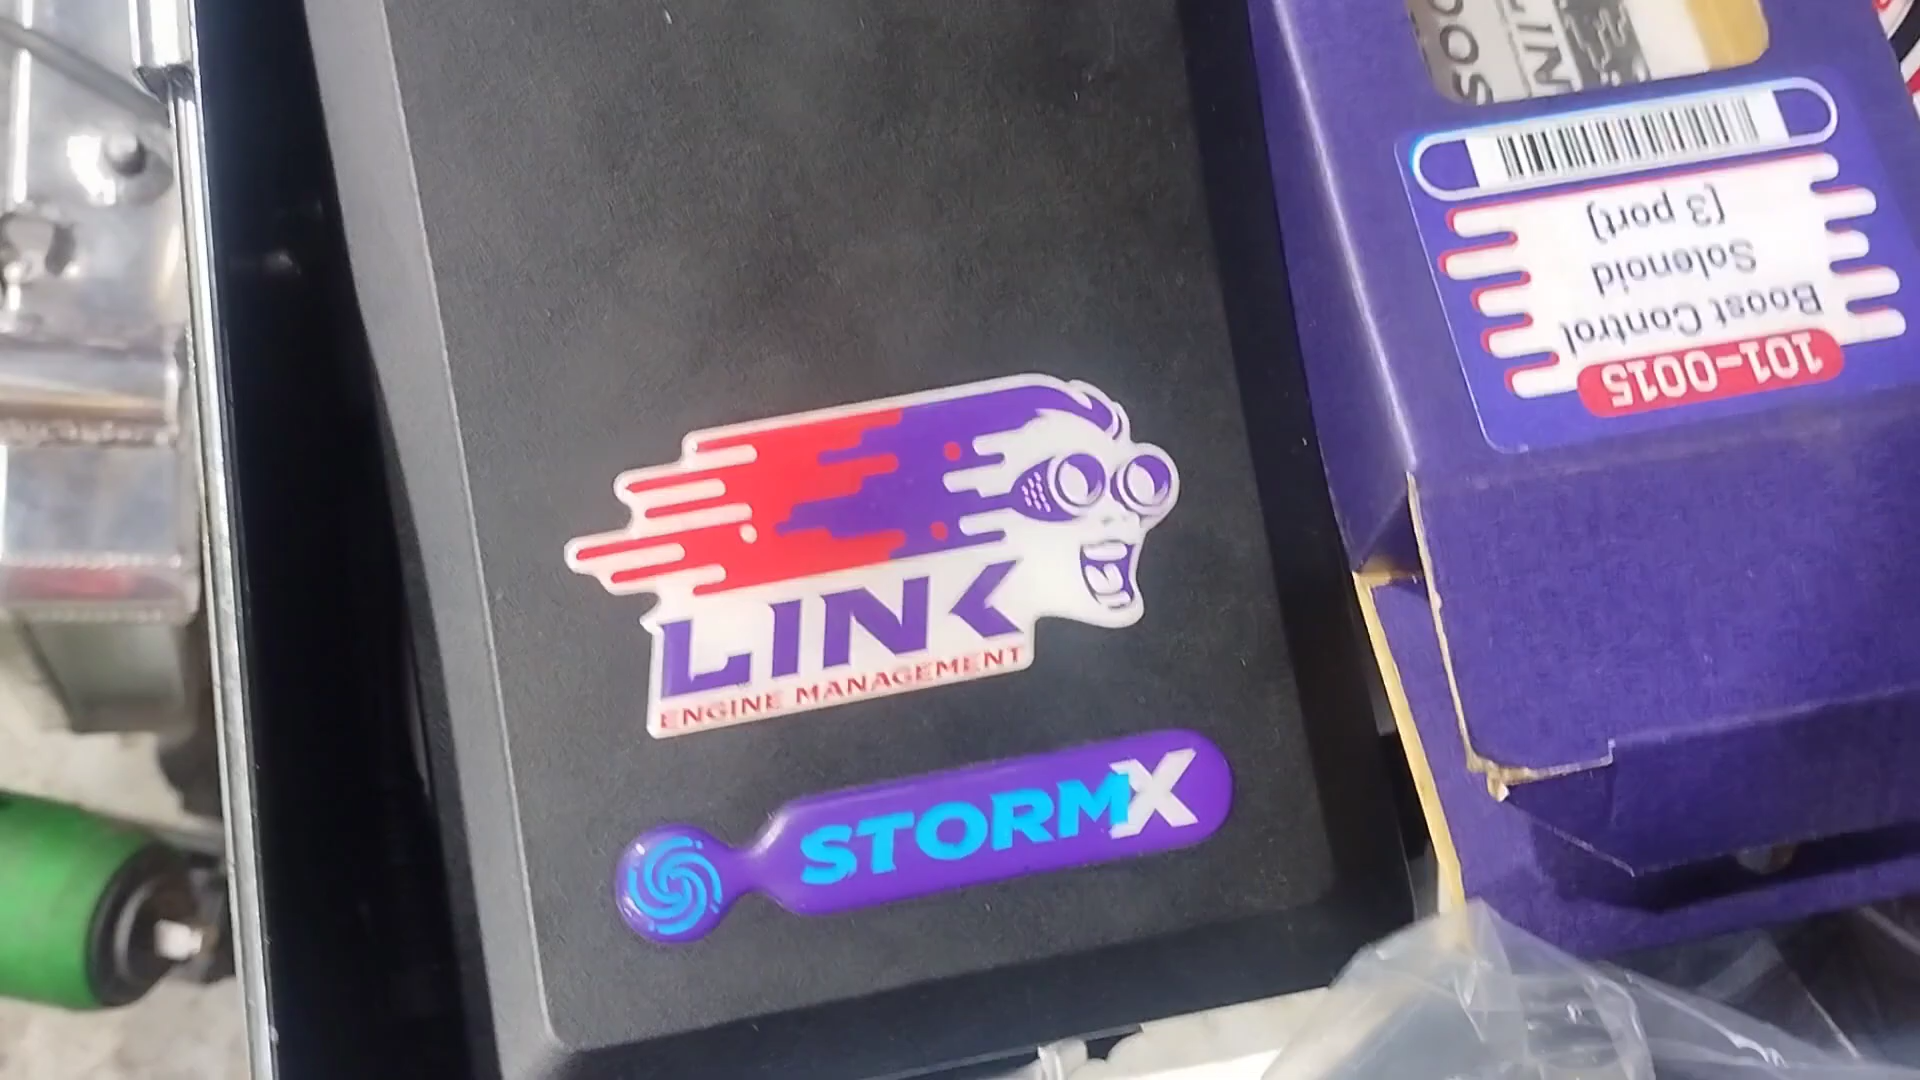 LINK
ENGINE MANAGEMENT
STORMX
101-0015
Boost Control
Solenoid
(3 port)